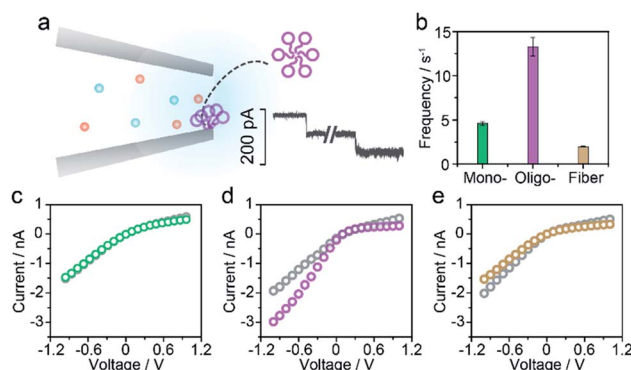 a
200 pA
b
Frequency / s⁻¹
15
10
5
0
Mono- Oligo- Fiber
c
Current / nA
1
0
-1
-2
-3
-1.2 -0.6 0 0.6 1.2
Voltage / V
d
Current / nA
1
0
-1
-2
-3
-1.2 -0.6 0 0.6 1.2
Voltage / V
e
Current / nA
1
0
-1
-2
-3
-1.2 -0.6 0 0.6 1.2
Voltage / V